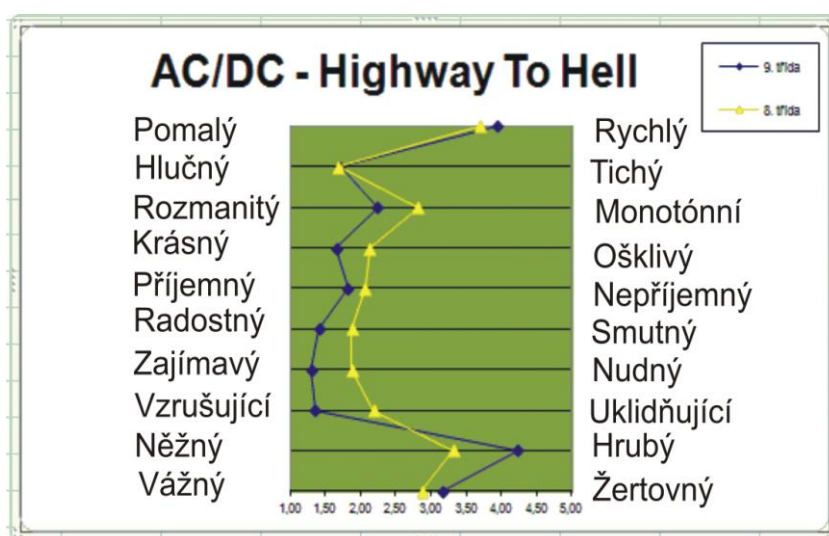 AC/DC - Highway To Hell
9. třída
8. třída
Pomalý Rychlý
Hlučný Tichý
Rozmanitý Monotónní
Krásný Ošklivý
Příjemný Nepříjemný
Radostný Smutný
Zajímavý Nudný
Vzrušující Uklidňující
Něžný Hrubý
Vážný Žertovný
1,00 1,50 2,00 2,50 3,00 3,50 4,00 4,50 5,00